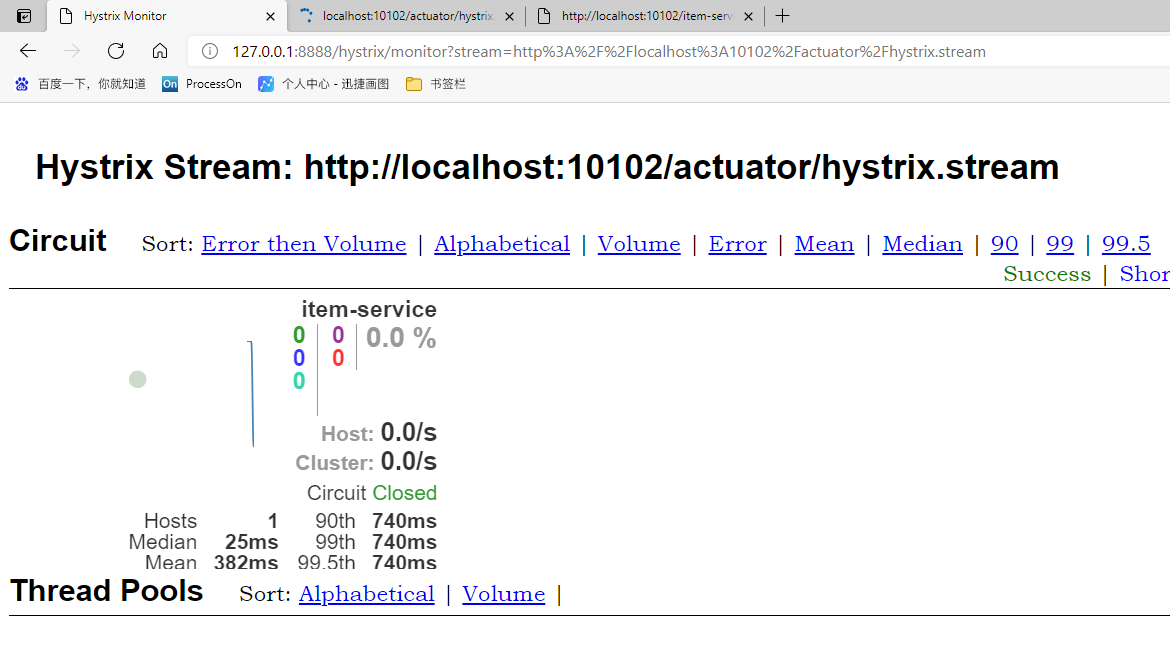 Hystrix Monitor
localhost:10102/actuator/hystrix.
http://localhost:10102/item-serv
127.0.0.1:8888/hystrix/monitor?stream=http%3A%2F%2Flocalhost%3A10102%2Factuator%2Fhystrix.stream
百度一下，你就知道 On ProcessOn 个人中心 - 迅捷画图 书签栏
Hystrix Stream: http://localhost:10102/actuator/hystrix.stream
Circuit Sort: Error then Volume | Alphabetical | Volume | Error | Mean | Median | 90 | 99 | 99.5
Success | Shor
item-service
0 0 0.0 %
0 0
0
Host: 0.0/s
Cluster: 0.0/s
Circuit Closed
Hosts 1 90th 740ms
Median 25ms 99th 740ms
Mean 382ms 99.5th 740ms
Thread Pools Sort: Alphabetical | Volume |